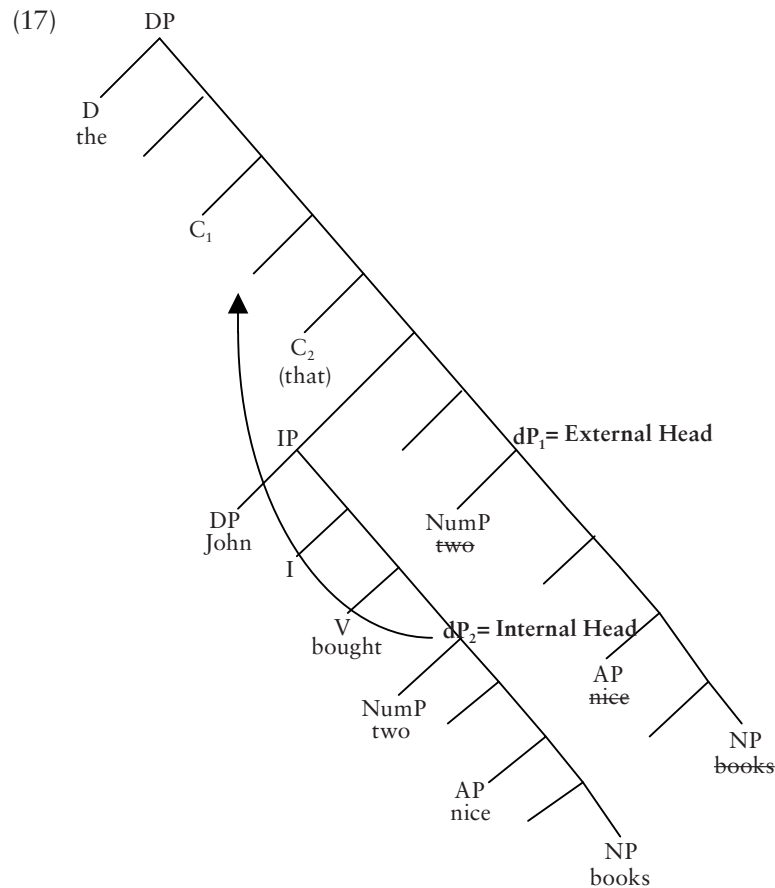 (17)
DP
D
the
C₁
C₂
(that)
IP
dP₁= External Head
DP
John
NumP
two
I
V
bought
dP₂= Internal Head
AP
nice
NumP
two
NP
books
AP
nice
NP
books